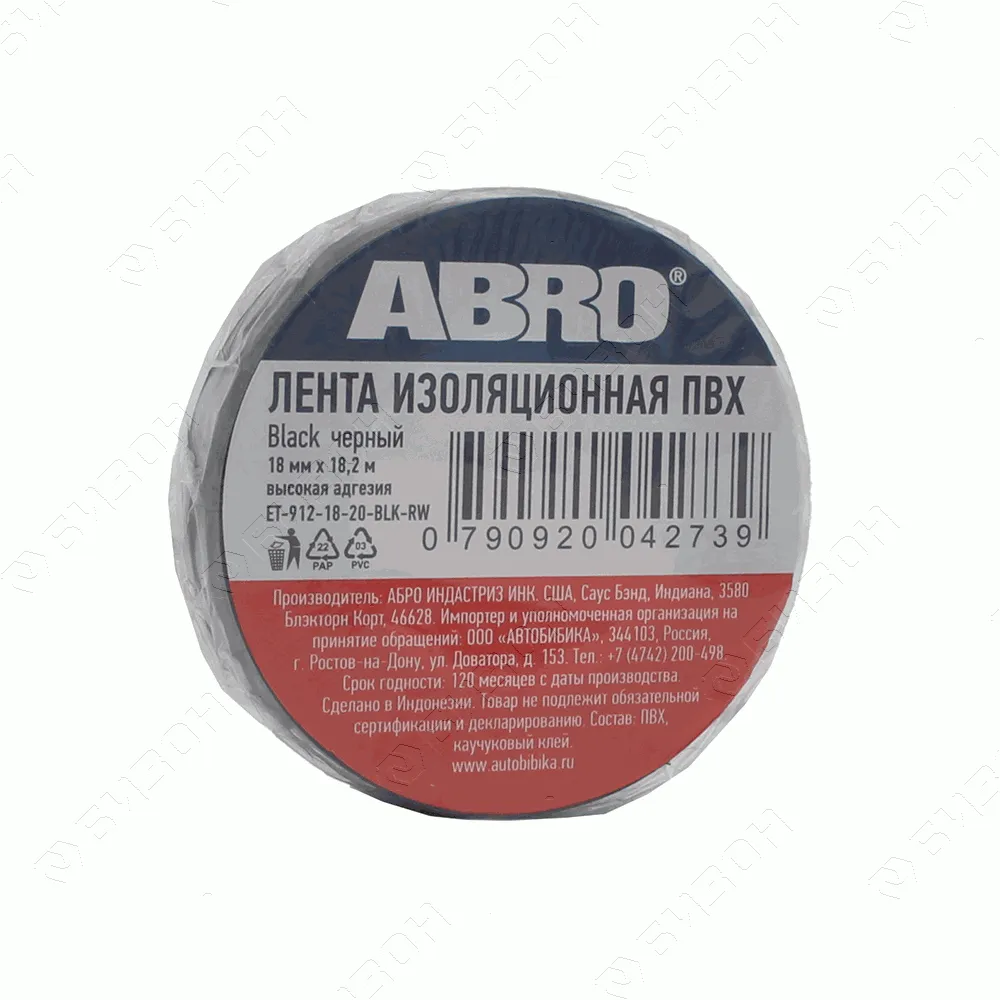 ABRO®
ЛЕНТА ИЗОЛЯЦИОННАЯ ПВХ
Black черный
18 мм х 18,2 м
высокая адгезия
ET-912-18-20-BLK-RW
0 790920 042739
22 03
PAP PVC
Производитель: АБРО ИНДАСТРИЗ ИНК. США, Саус Бэнд, Индиана, 3580
Блэкторн Корт, 46628. Импортер и уполномоченная организация на
принятие обращений: ООО «АВТОБИБИКА», 344103, Россия,
г. Ростов-на-Дону, ул. Доватора, д. 153. Тел.: +7 (4742) 200-498.
Срок годности: 120 месяцев с даты производства.
Сделано в Индонезии. Товар не подлежит обязательной
сертификации и декларированию. Состав: ПВХ,
каучуковый клей.
www.autobibika.ru
БИЗОН